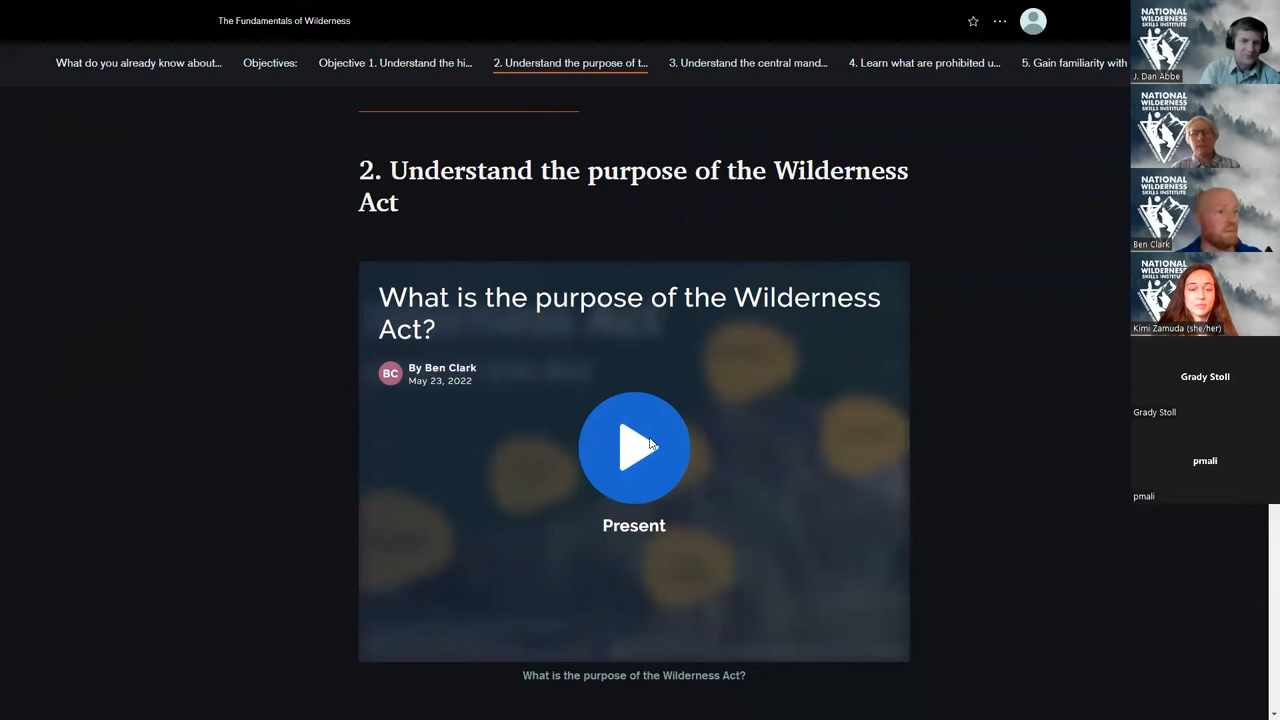 The Fundamentals of Wilderness
What do you already know about...
Objectives:
Objective 1. Understand the hi...
2. Understand the purpose of t...
3. Understand the central mand...
4. Learn what are prohibited u...
5. Gain familiarity with
2. Understand the purpose of the Wilderness
Act
What is the purpose of the Wilderness
Act?
BC
By Ben Clark
May 23, 2022
Present
What is the purpose of the Wilderness Act?
NATIONAL
WILDERNESS
SKILLS INSTITUTE
J. Dan Abbe
NATIONAL
WILDERNESS
SKILLS INSTITUTE
NATIONAL
WILDERNESS
SKILLS INSTITUTE
Ben Clark
NATIONAL
WILDERNESS
SKILLS INSTITUTE
Kimi Zamuda (she/her)
Grady Stoll
Grady Stoll
pmali
pmali